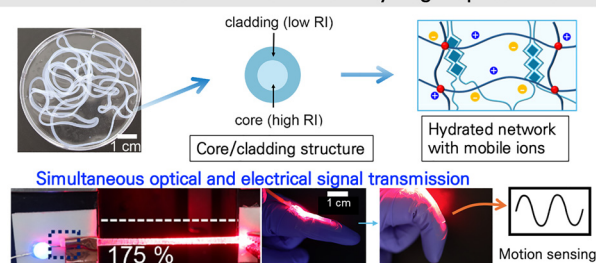 cladding (low RI)
core (high RI)
1 cm
Core/cladding structure
Hydrated network
with mobile ions
Simultaneous optical and electrical signal transmission
1 cm
175 %
Motion sensing